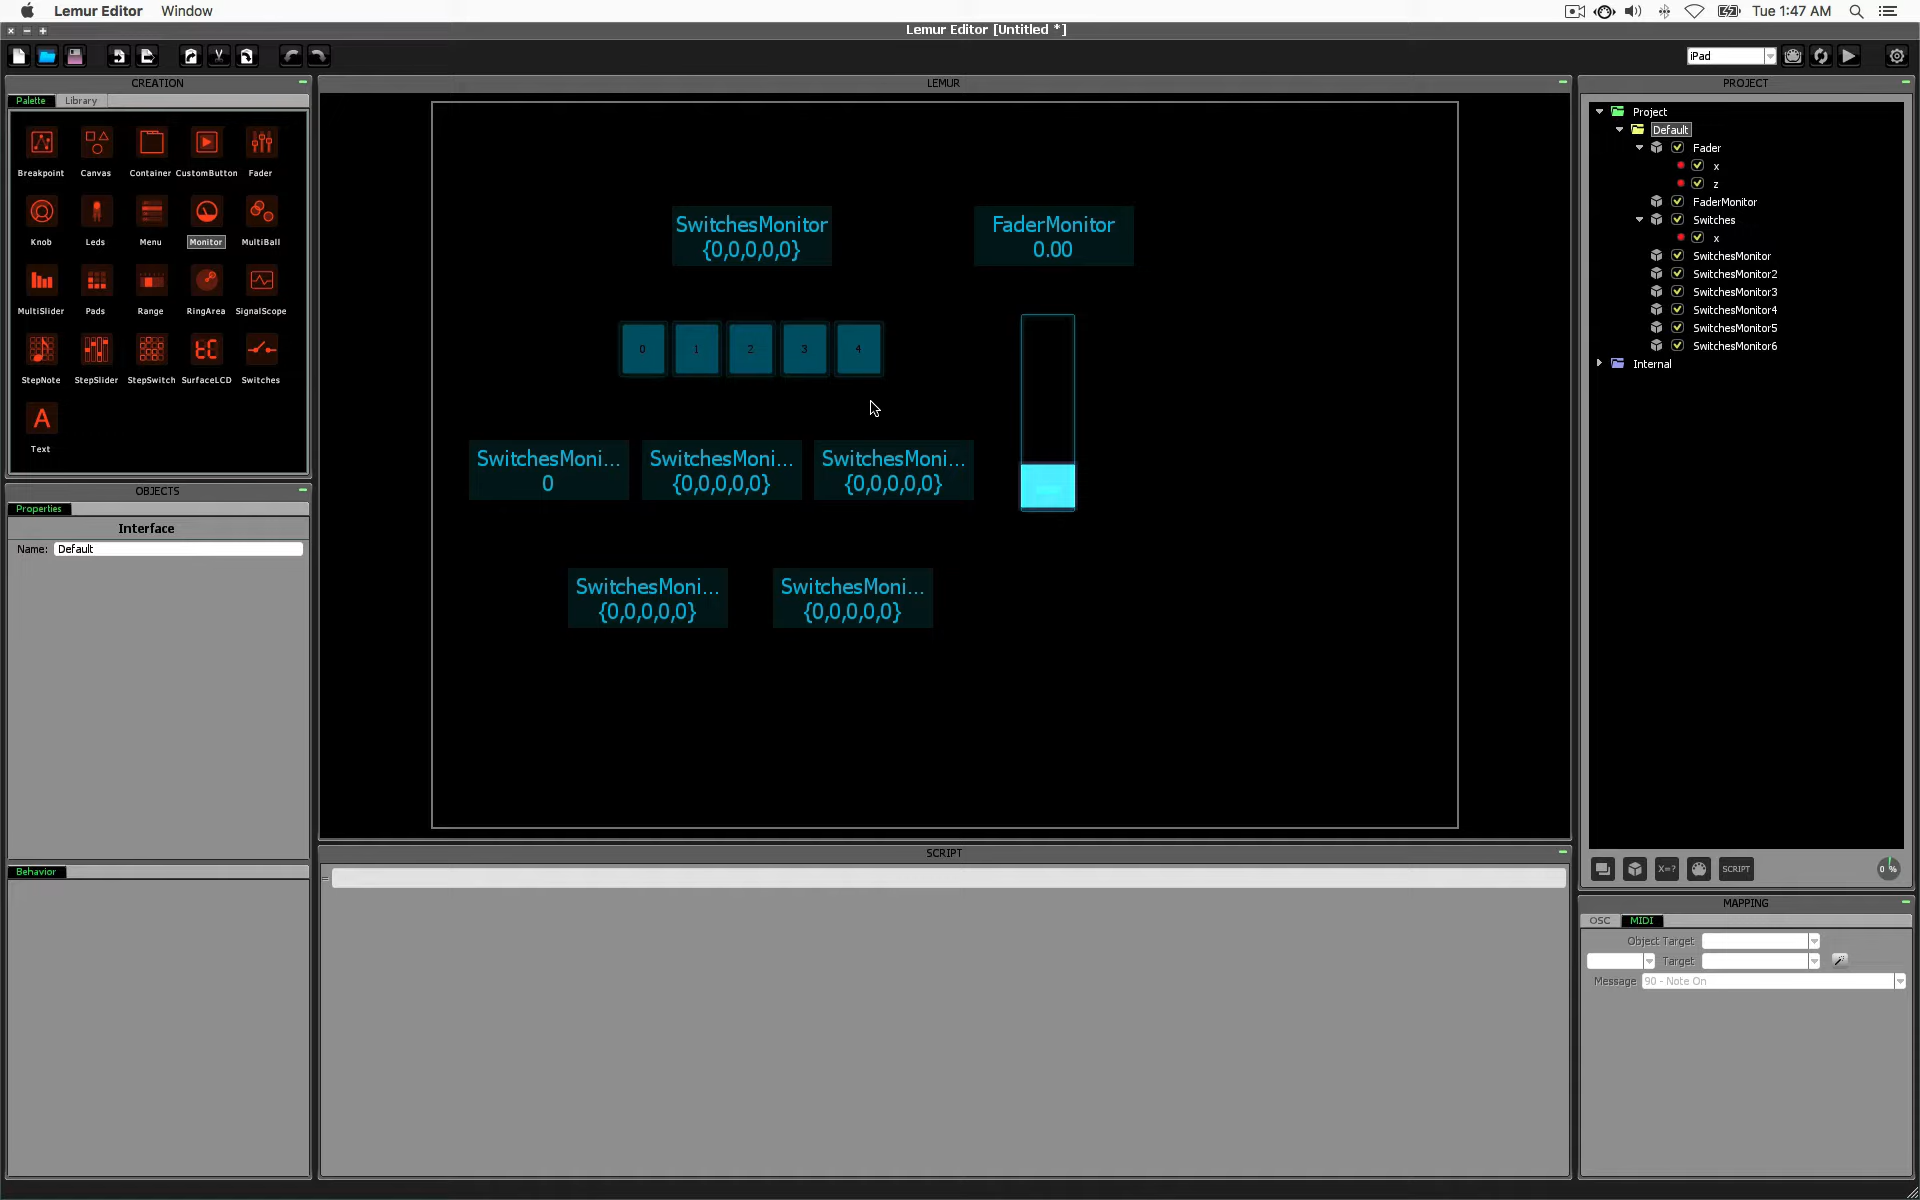 Lemur Editor Window Tue 1:47 AM
Lemur Editor [Untitled *]
iPad
CREATION
Palette Library
Breakpoint Canvas Container CustomButton Fader
Knob Leds Menu Monitor MultiBall
MultiSlider Pads Range RingArea SignalScope
StepNote StepSlider StepSwitch SurfaceLCD Switches
A
Text
OBJECTS
Properties
Interface
Name: Default
Behavior
LEMUR
SwitchesMonitor
{0,0,0,0,0}
FaderMonitor
0.00
0 1 2 3 4
SwitchesMoni... SwitchesMoni... SwitchesMoni...
0 {0,0,0,0,0} {0,0,0,0,0}
SwitchesMoni... SwitchesMoni...
{0,0,0,0,0} {0,0,0,0,0}
SCRIPT
=
PROJECT
Project
Default
Fader
x
z
FaderMonitor
Switches
x
SwitchesMonitor
SwitchesMonitor2
SwitchesMonitor3
SwitchesMonitor4
SwitchesMonitor5
SwitchesMonitor6
Internal
X=? SCRIPT 0 %
MAPPING
OSC MIDI
Object Target
Target
Message 90 - Note On